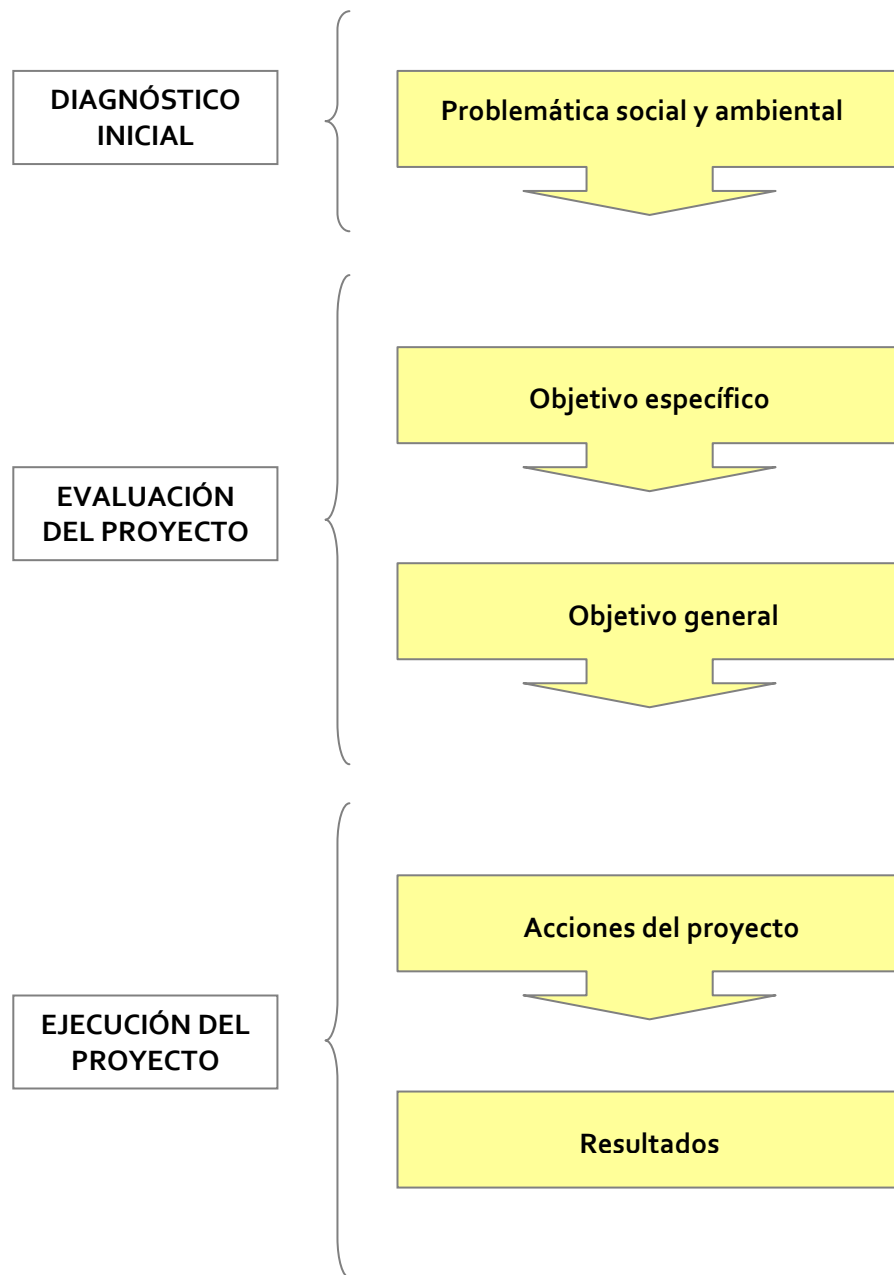 DIAGNÓSTICO
INICIAL
Problemática social y ambiental
EVALUACIÓN
DEL PROYECTO
Objetivo específico
Objetivo general
EJECUCIÓN DEL
PROYECTO
Acciones del proyecto
Resultados